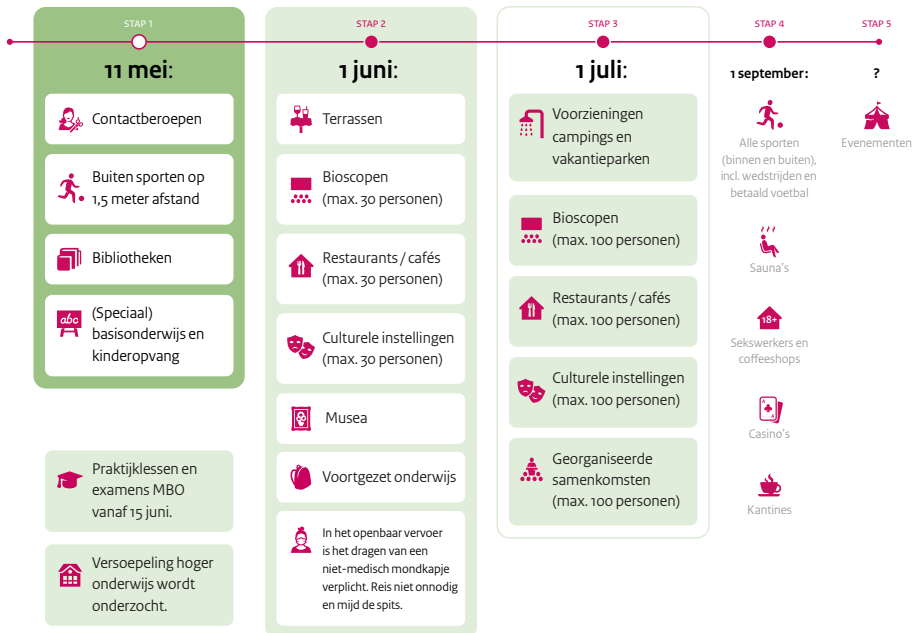 STAP 1
11 mei:
Contactberoepen
Buiten sporten op
1,5 meter afstand
Bibliotheken
abc
(Speciaal)
basisonderwijs en
kinderopvang
Praktijklessen en
examens MBO
vanaf 15 juni.
Versoepeling hoger
onderwijs wordt
onderzocht.
STAP 2
1 juni:
Terrassen
Bioscopen
(max. 30 personen)
Restaurants / cafés
(max. 30 personen)
Culturele instellingen
(max. 30 personen)
Musea
Voortgezet onderwijs
In het openbaar vervoer
is het dragen van een
niet-medisch mondkapje
verplicht. Reis niet onnodig
en mijd de spits.
STAP 3
1 juli:
Voorzieningen
campings en
vakantieparken
Bioscopen
(max. 100 personen)
Restaurants / cafés
(max. 100 personen)
Culturele instellingen
(max. 100 personen)
Georganiseerde
samenkomsten
(max. 100 personen)
STAP 4
1 september:
Alle sporten
(binnen en buiten),
incl. wedstrijden en
betaald voetbal
Sauna's
18+
Sekswerkers en
coffeeshops
A
A
Casino's
Kantines
STAP 5
?
Evenementen